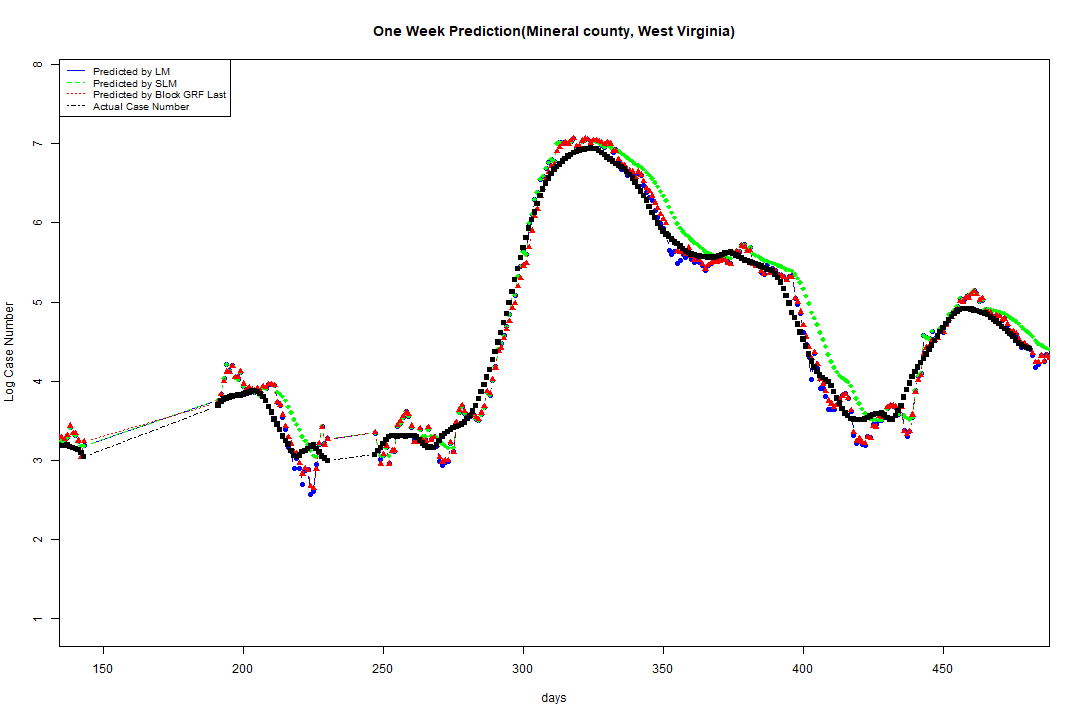 One Week Prediction(Mineral county, West Virginia)
Predicted by LM
Predicted by SLM
Predicted by Block GRF Last
Actual Case Number
8
7
6
5
4
3
2
1
Log Case Number
150 200 250 300 350 400 450
days